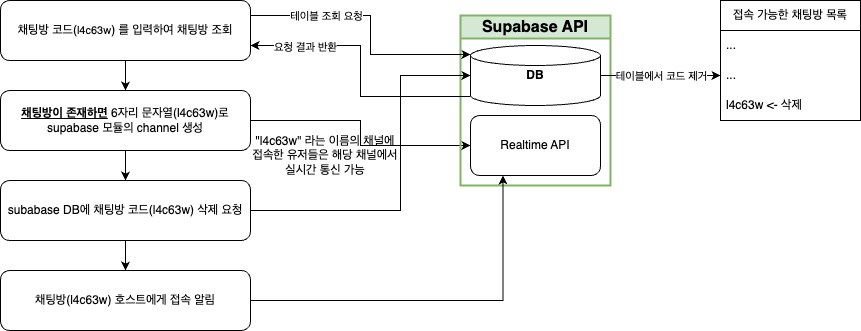 채팅방 코드(l4c63w) 를 입력하여 채팅방 조회
테이블 조회 요청
요청 결과 반환
Supabase API
DB
테이블에서 코드 제거
접속 가능한 채팅방 목록
...
...
l4c63w <- 삭제
채팅방이 존재하면 6자리 문자열(l4c63w)로
supabase 모듈의 channel 생성
"l4c63w" 라는 이름의 채널에
접속한 유저들은 해당 채널에서
실시간 통신 가능
Realtime API
subabase DB에 채팅방 코드(l4c63w) 삭제 요청
채팅방(l4c63w) 호스트에게 접속 알림